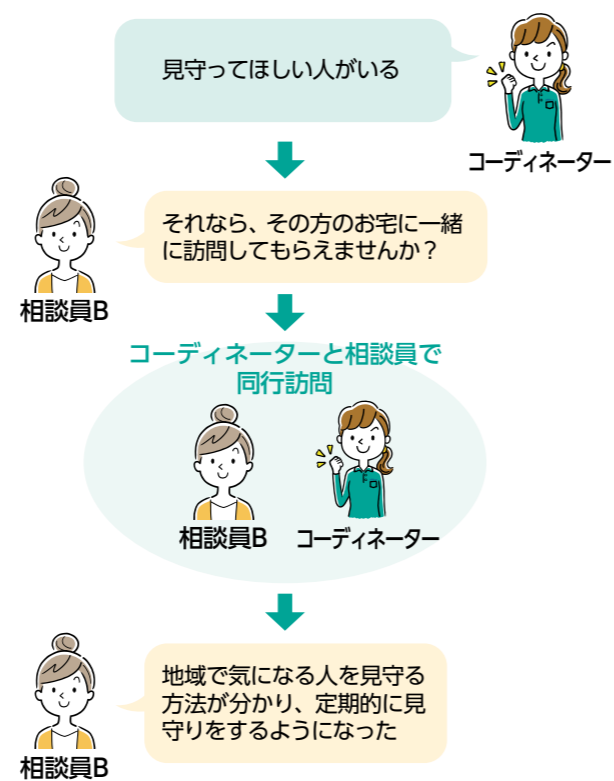 見守ってほしい人がいる
コーディネーター
それなら、その方のお宅に一緒
に訪問してもらえませんか？
相談員B
コーディネーターと相談員で
同行訪問
相談員B
コーディネーター
地域で気になる人を見守る
方法が分かり、定期的に見
守りをするようになった
相談員B